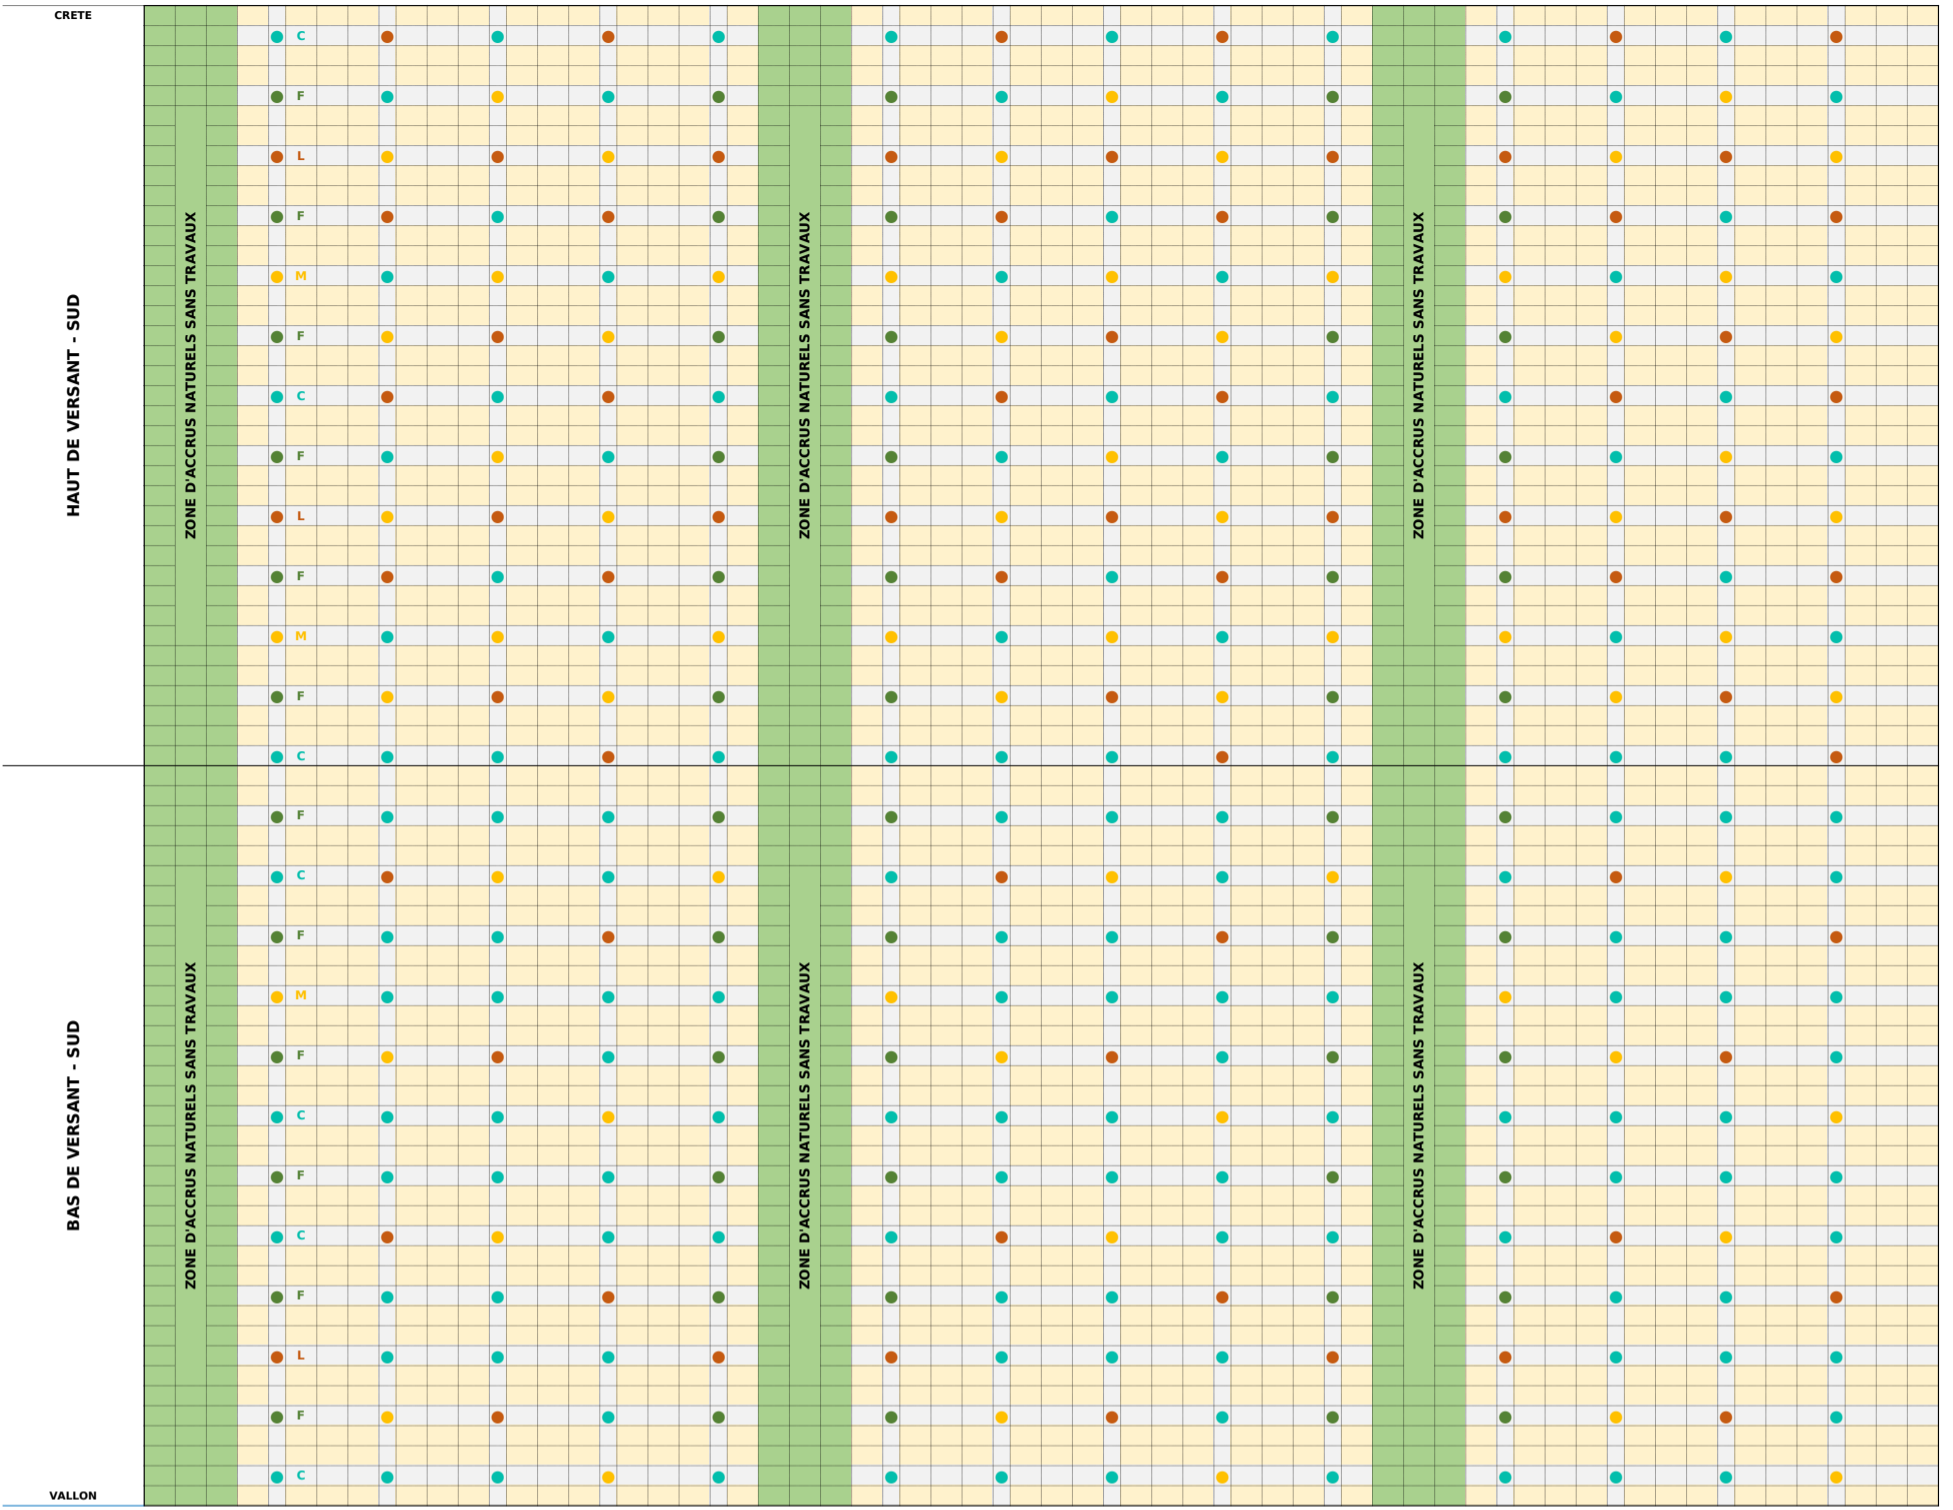 CRETE
C
F
L
F
M
F
C
F
L
F
M
F
C
HAUT DE VERSANT - SUD
ZONE D'ACCRUS NATURELS SANS TRAVAUX
ZONE D'ACCRUS NATURELS SANS TRAVAUX
ZONE D'ACCRUS NATURELS SANS TRAVAUX
F
C
F
M
F
C
F
C
F
L
F
C
BAS DE VERSANT - SUD
ZONE D'ACCRUS NATURELS SANS TRAVAUX
ZONE D'ACCRUS NATURELS SANS TRAVAUX
ZONE D'ACCRUS NATURELS SANS TRAVAUX
VALLON